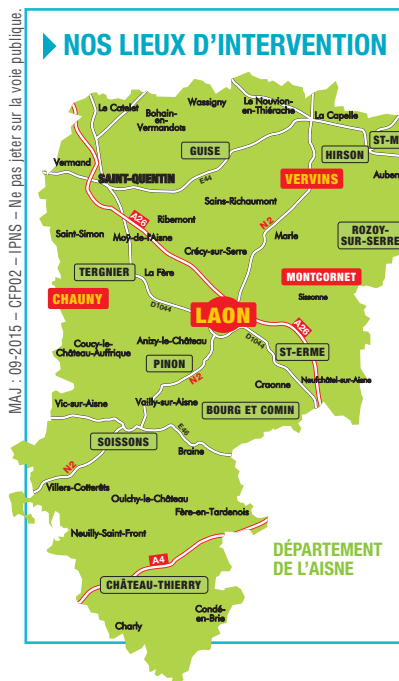 NOS LIEUX D'INTERVENTION
MAJ : 09-2015 – CFPO2 – IPNS – Ne pas jeter sur la voie publique.
Le Catelet
Bohain-
en-
Vermandots
Wassigny
Le Nouvion-
en-Thiérache
La Capelle
GUISE
HIRSON
ST-M
Auben
Vermand
SAINT-QUENTIN
E44
VERVINS
Sains-Richaumont
A26
Ribemont
N2
Saint-Simon
Moÿ-de-l'Aisne
Marle
ROZOY-
SUR-SERRE
Crécy-sur-Serre
TERGNIER
La Fère
MONTCORNET
Sissonne
CHAUNY
D1044
LAON
A26
D1044
Coucy-le-
Château-Auffrique
Anizy-le-Château
ST-ERME
PINON
N2
Craonne
Neufchâtel-sur-Aisne
Vic-sur-Aisne
Vailly-sur-Aisne
BOURG ET COMIN
SOISSONS
E46
Braine
N2
Villers-Cotterêts
Oulchy-le-Château
Fère-en-Tardenois
Neuilly-Saint-Front
DÉPARTEMENT
DE L'AISNE
A4
CHÂTEAU-THIERRY
Condé-
en-Brie
Charly